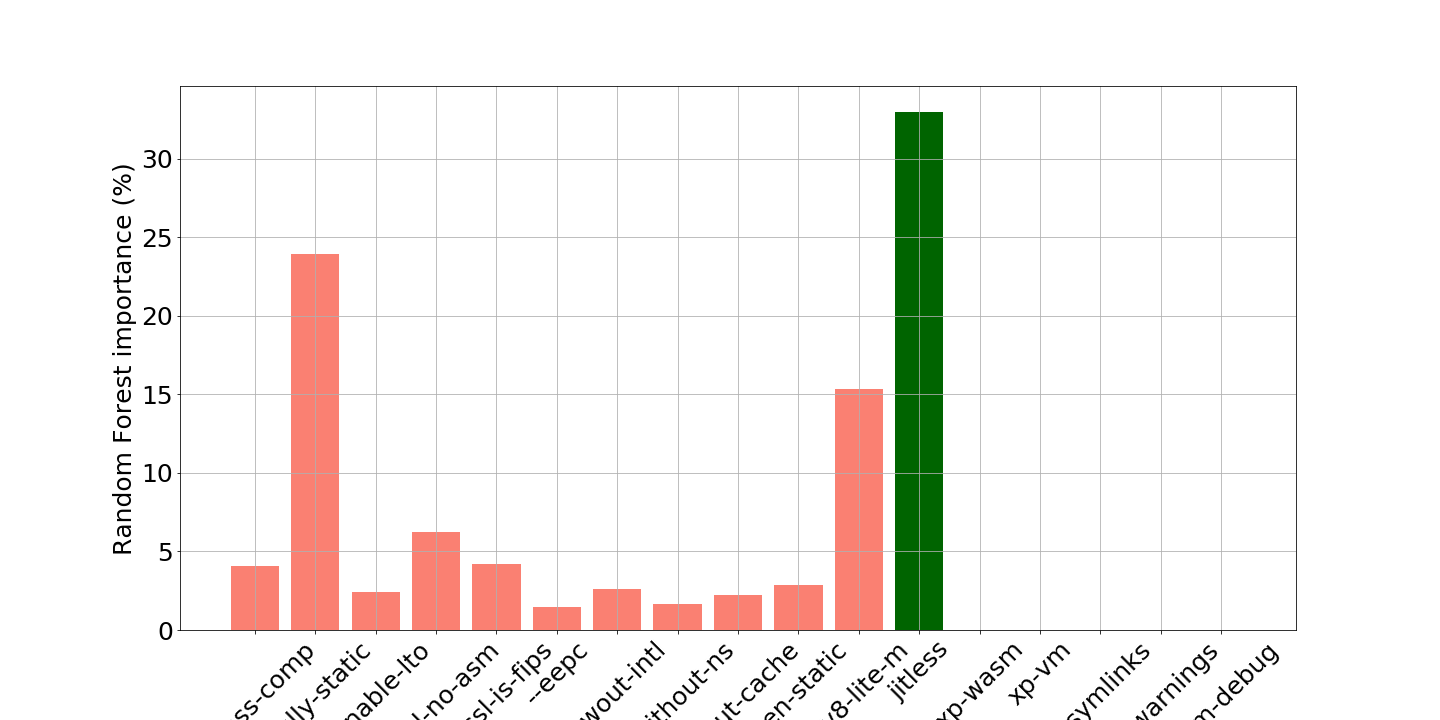 Random Forest importance (%)
30
25
20
15
10
5
0
ss-comp
lly-static
nable-lto
l-no-asm
sl-is-fips
--eepc
wout-intl
ithout-ns
ut-cache
en-static
v8-lite-m
jitless
xp-wasm
xp-vm
symlinks
warnings
m-debug